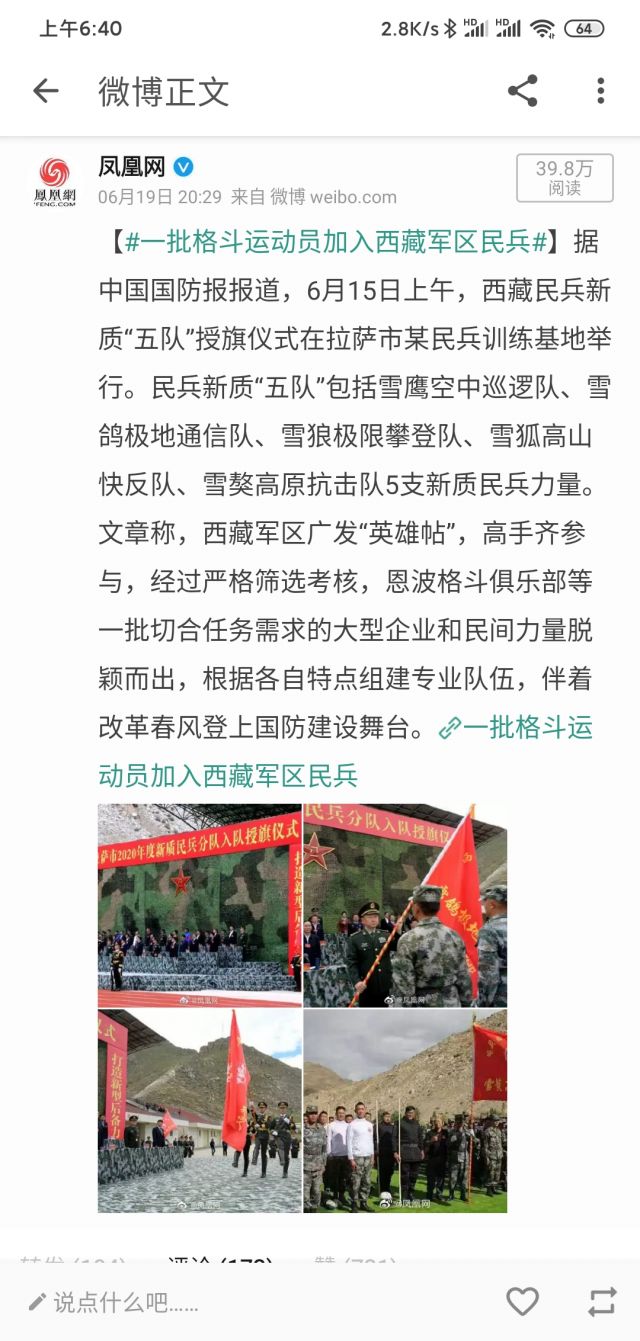 上午6:40
2.8K/s HD HD 64
微博正文
凤凰网
鳳凰網
39.8万
阅读
06月19日 20:29 来自 微博 weibo.com
【#一批格斗运动员加入西藏军区民兵#】据
中国国防报报道，6月15日上午，西藏民兵新
质“五队”授旗仪式在拉萨市某民兵训练基地举
行。民兵新质“五队”包括雪鹰空中巡逻队、雪
鸽极地通信队、雪狼极限攀登队、雪狐高山
快反队、雪獒高原抗击队5支新质民兵力量。
文章称，西藏军区广发“英雄帖”，高手齐参
与，经过严格筛选考核，恩波格斗俱乐部等
一批切合任务需求的大型企业和民间力量脱
颖而出，根据各自特点组建专业队伍，伴着
改革春风登上国防建设舞台。一批格斗运
动员加入西藏军区民兵
萨市2020年度新质民兵分队入队授旗仪式
民兵分队入队授旗仪
打造新型后备力
@凤凰网
@凤凰网
@凤凰网
@凤凰网
评论
说点什么吧……